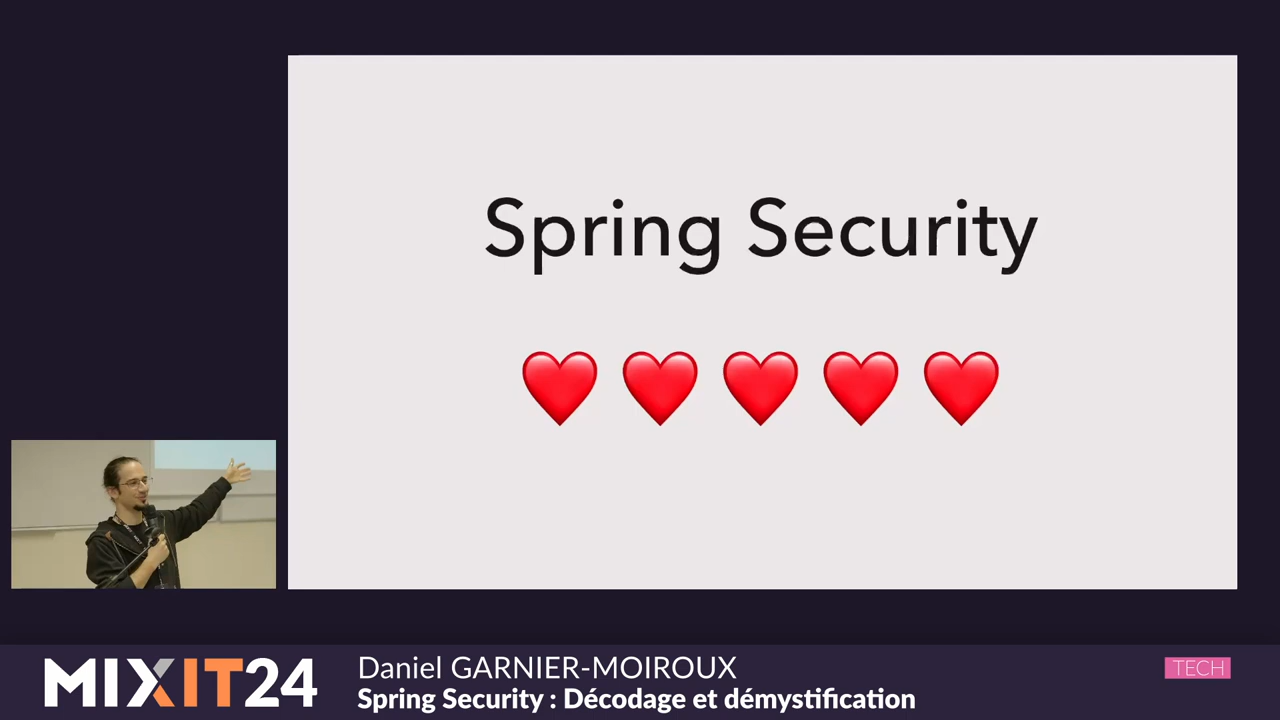 Spring Security
❤️ ❤️ ❤️ ❤️ ❤️
MIXIT24
Daniel GARNIER-MOIROUX
Spring Security : Décodage et démystification
TECH